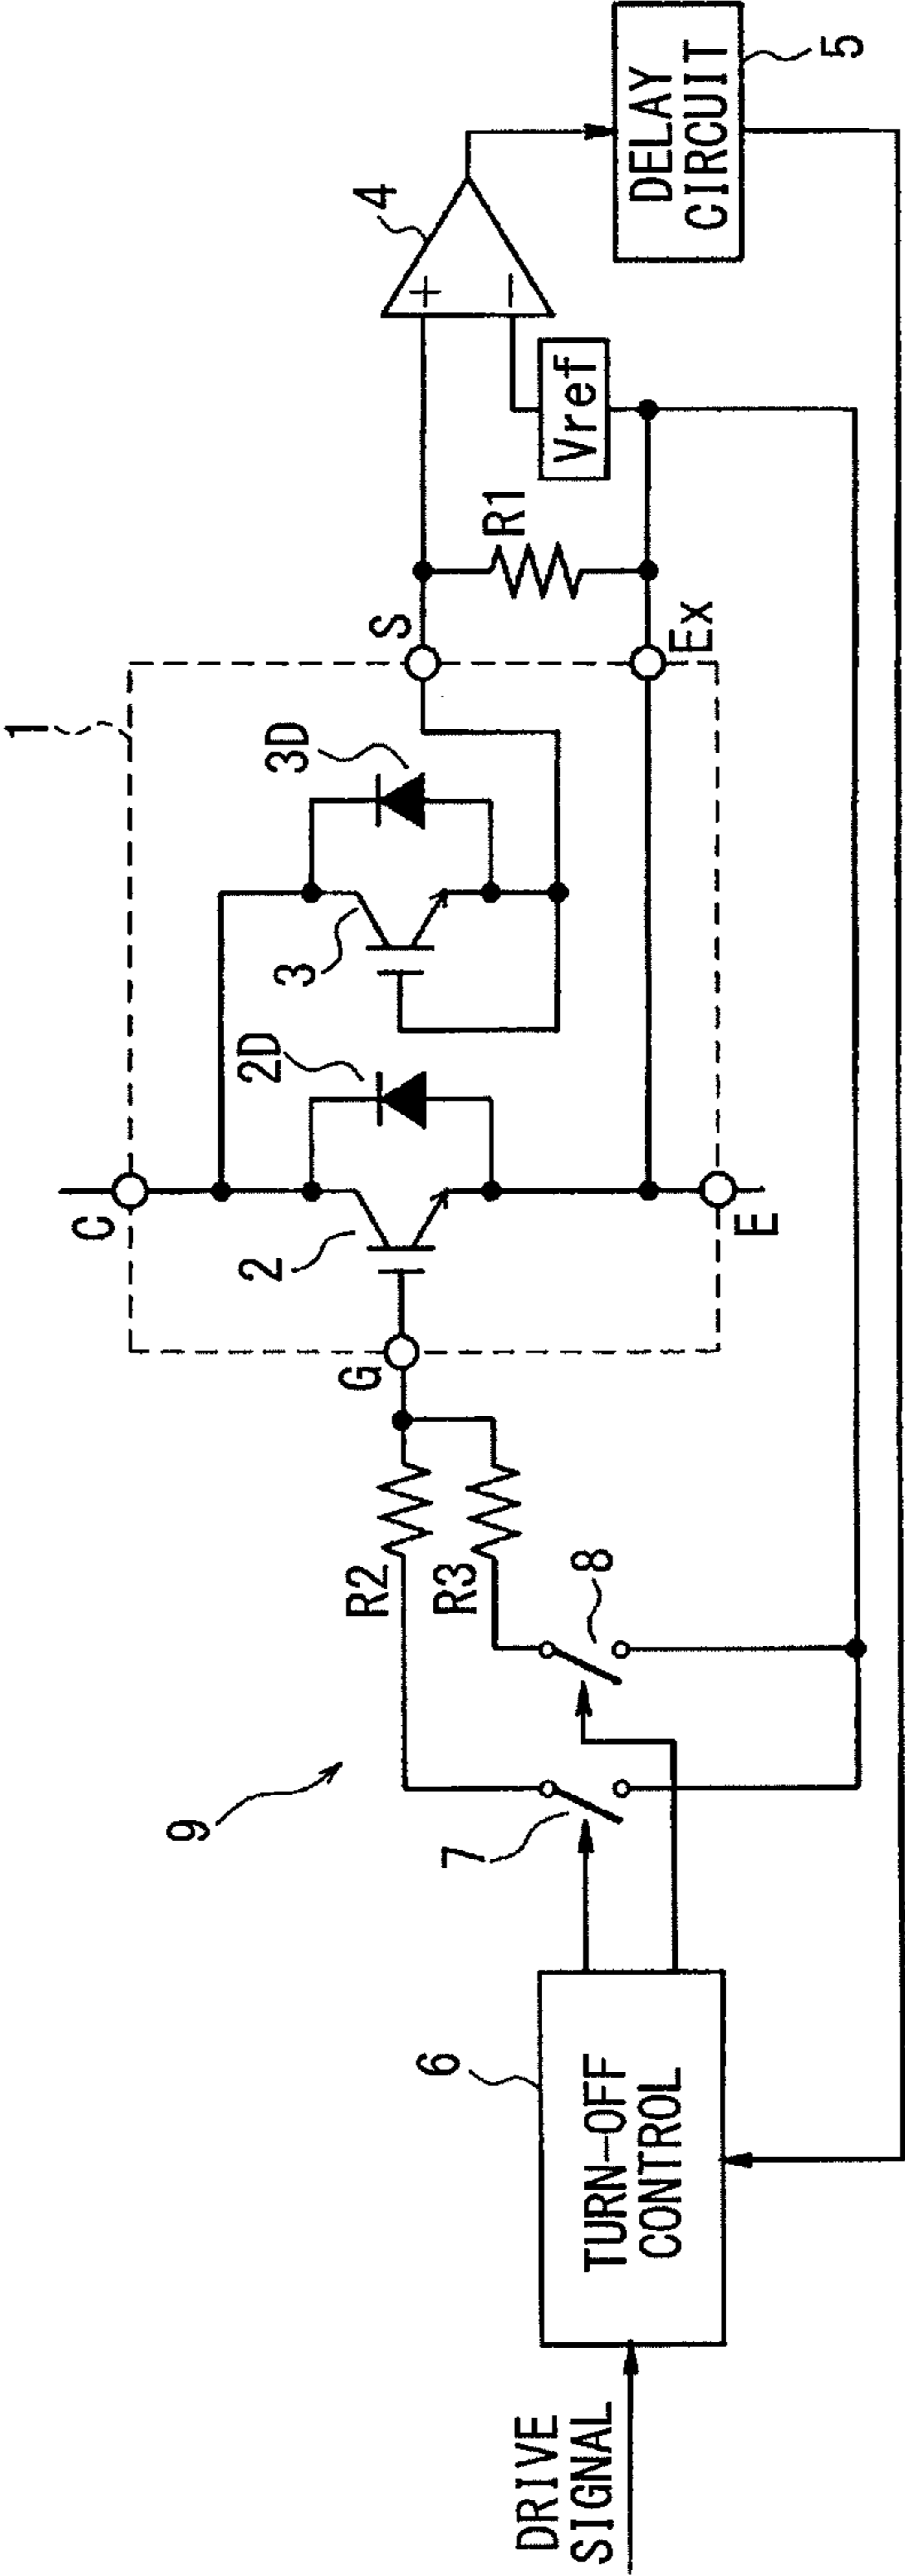 1
C
2
2D
3
3D
S
4
G
E
Ex
R1
Vref
DELAY
CIRCUIT
5
9
R2
R3
7
8
6
TURN-OFF
CONTROL
DRIVE
SIGNAL
+
−